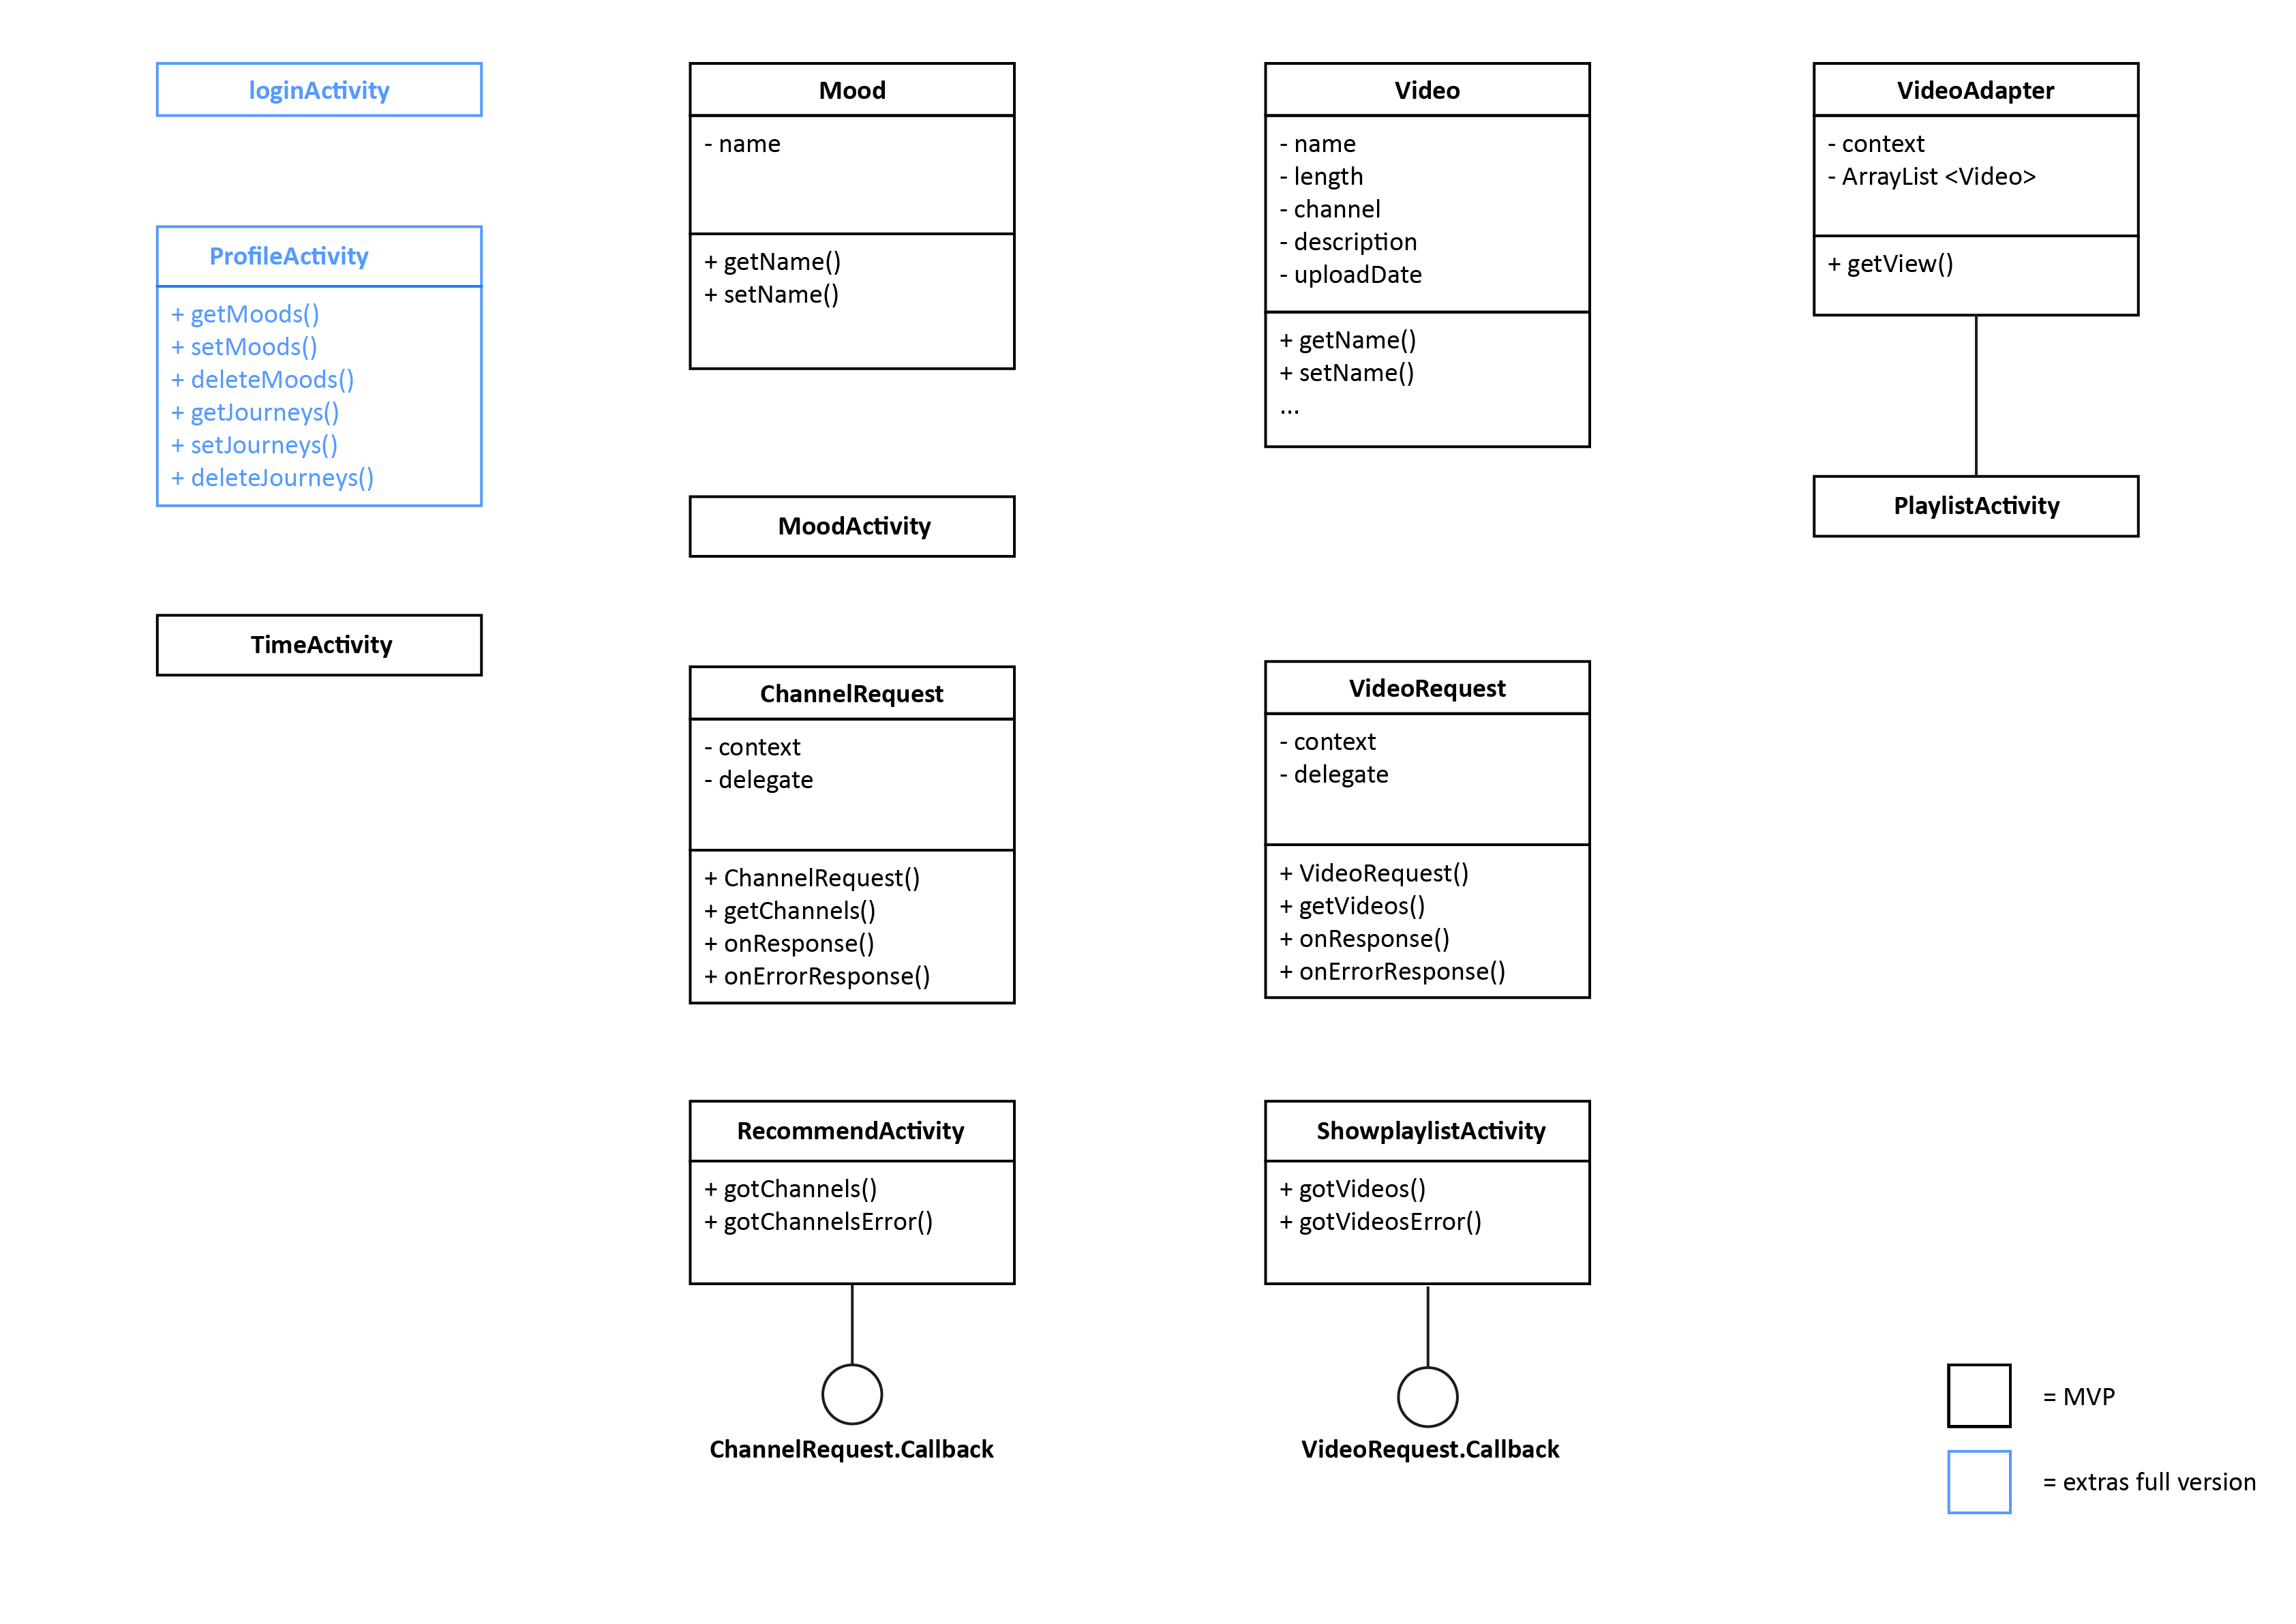 loginActivity
ProfileActivity
+ getMoods()
+ setMoods()
+ deleteMoods()
+ getJourneys()
+ setJourneys()
+ deleteJourneys()
TimeActivity
Mood
- name
+ getName()
+ setName()
MoodActivity
ChannelRequest
- context
- delegate
+ ChannelRequest()
+ getChannels()
+ onResponse()
+ onErrorResponse()
RecommendActivity
+ gotChannels()
+ gotChannelsError()
ChannelRequest.Callback
Video
- name
- length
- channel
- description
- uploadDate
+ getName()
+ setName()
...
VideoRequest
- context
- delegate
+ VideoRequest()
+ getVideos()
+ onResponse()
+ onErrorResponse()
ShowplaylistActivity
+ gotVideos()
+ gotVideosError()
VideoRequest.Callback
VideoAdapter
- context
- ArrayList <Video>
+ getView()
PlaylistActivity
= MVP
= extras full version